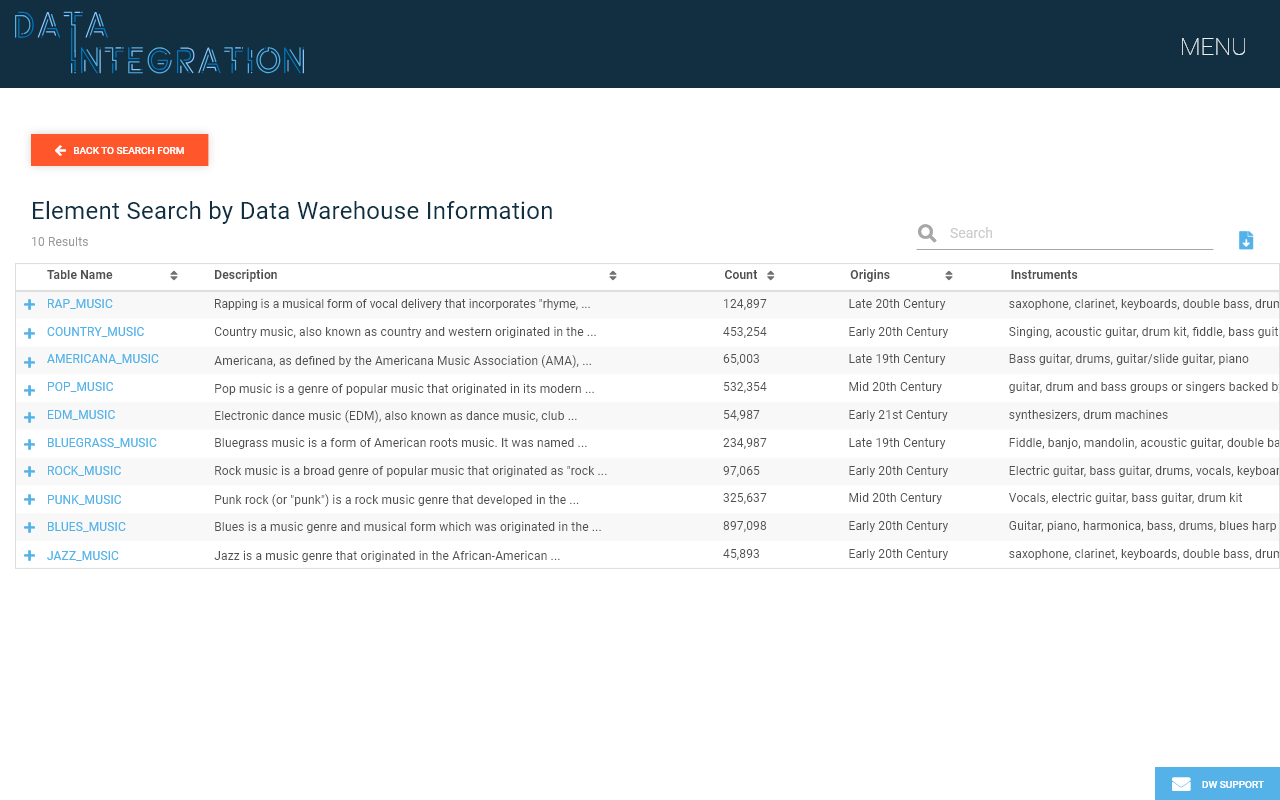 DATA
INTEGRATION
MENU
BACK TO SEARCH FORM
Element Search by Data Warehouse Information
10 Results
Search
Table Name Description Count Origins Instruments
RAP_MUSIC Rapping is a musical form of vocal delivery that incorporates "rhyme, ... 124,897 Late 20th Century saxophone, clarinet, keyboards, double bass, drum
COUNTRY_MUSIC Country music, also known as country and western originated in the ... 453,254 Early 20th Century Singing, acoustic guitar, drum kit, fiddle, bass guit
AMERICANA_MUSIC Americana, as defined by the Americana Music Association (AMA), ... 65,003 Late 19th Century Bass guitar, drums, guitar/slide guitar, piano
POP_MUSIC Pop music is a genre of popular music that originated in its modern ... 532,354 Mid 20th Century guitar, drum and bass groups or singers backed b
EDM_MUSIC Electronic dance music (EDM), also known as dance music, club ... 54,987 Early 21st Century synthesizers, drum machines
BLUEGRASS_MUSIC Bluegrass music is a form of American roots music. It was named ... 234,987 Late 19th Century Fiddle, banjo, mandolin, acoustic guitar, double ba
ROCK_MUSIC Rock music is a broad genre of popular music that originated as "rock ... 97,065 Early 20th Century Electric guitar, bass guitar, drums, vocals, keyboar
PUNK_MUSIC Punk rock (or "punk") is a rock music genre that developed in the ... 325,637 Mid 20th Century Vocals, electric guitar, bass guitar, drum kit
BLUES_MUSIC Blues is a music genre and musical form which was originated in the ... 897,098 Early 20th Century Guitar, piano, harmonica, bass, drums, blues harp
JAZZ_MUSIC Jazz is a music genre that originated in the African-American ... 45,893 Early 20th Century saxophone, clarinet, keyboards, double bass, drum
DW SUPPORT